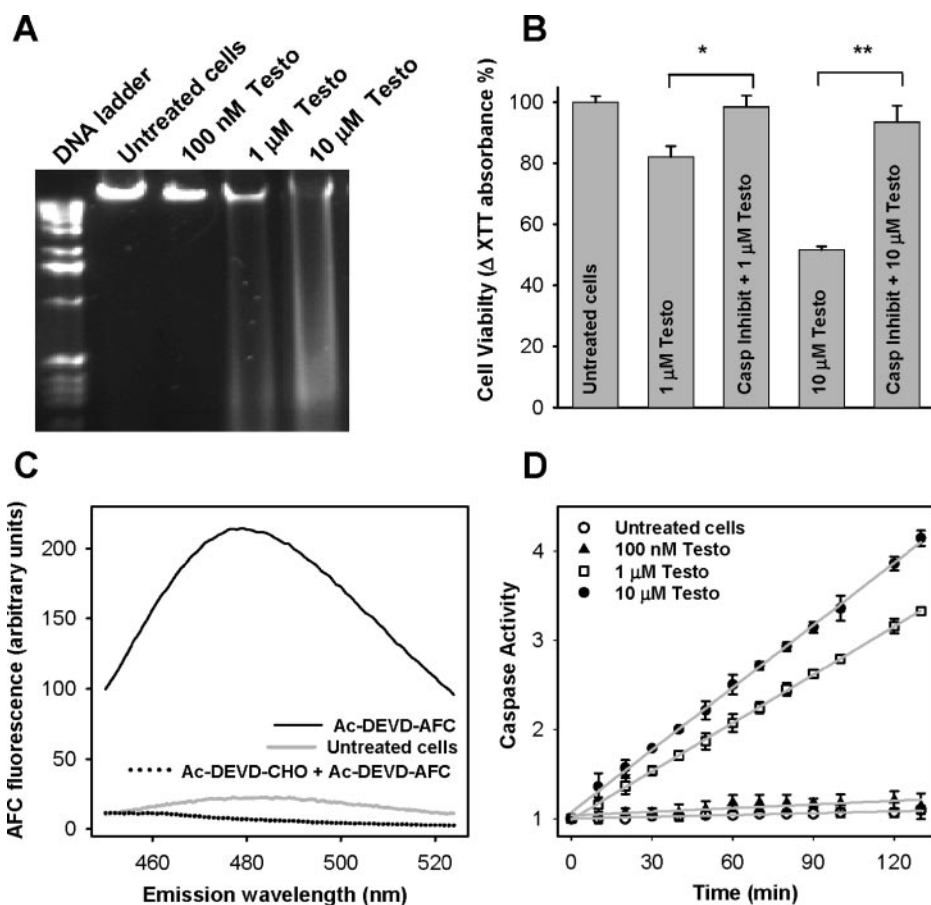 A
DNA ladder
Untreated cells
100 nM Testo
1 μM Testo
10 μM Testo
B
Cell Viabilty (Δ XTT absorbance %)
100
80
60
40
20
0
*
**
Untreated cells
1 μM Testo
Casp Inhibit + 1 μM Testo
10 μM Testo
Casp Inhibit + 10 μM Testo
C
AFC fluorescence (arbitrary units)
200
150
100
50
0
Ac-DEVD-AFC
Untreated cells
Ac-DEVD-CHO + Ac-DEVD-AFC
460 480 500 520
Emission wavelength (nm)
D
Caspase Activity
4
3
2
1
Untreated cells
100 nM Testo
1 μM Testo
10 μM Testo
0 30 60 90 120
Time (min)